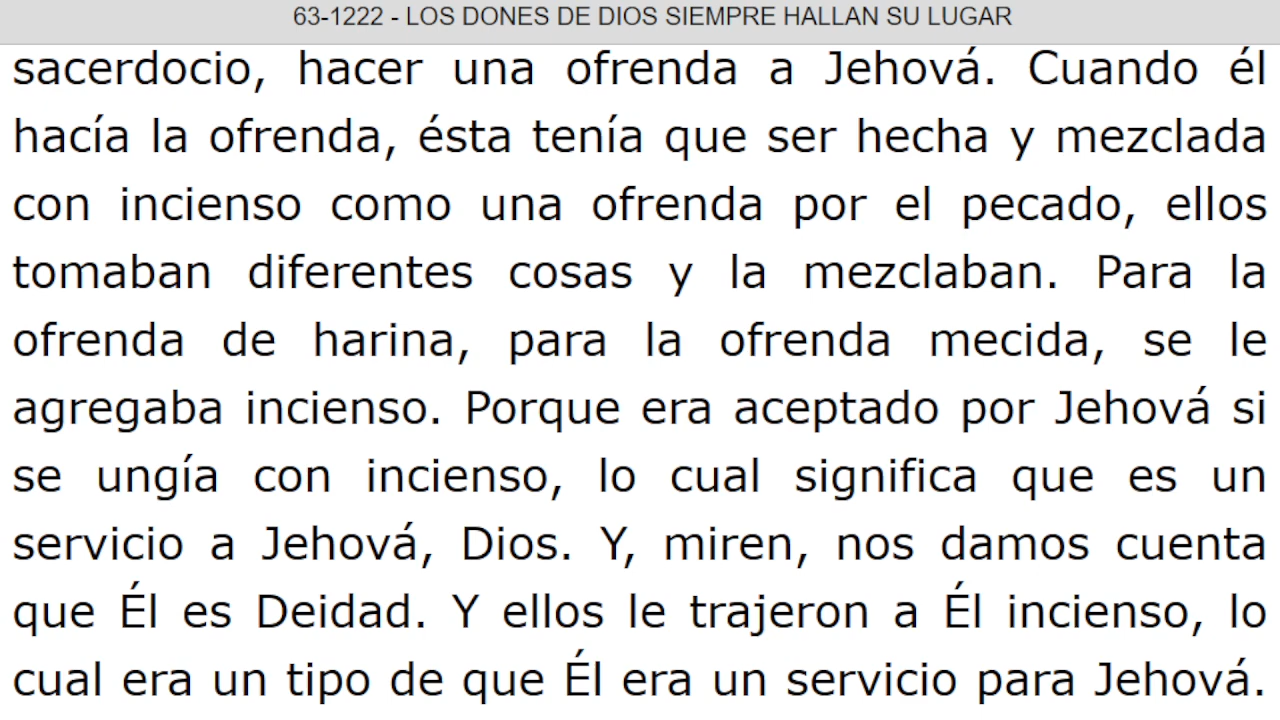 63-1222 - LOS DONES DE DIOS SIEMPRE HALLAN SU LUGAR
sacerdocio, hacer una ofrenda a Jehová. Cuando él
hacía la ofrenda, ésta tenía que ser hecha y mezclada
con incienso como una ofrenda por el pecado, ellos
tomaban diferentes cosas y la mezclaban. Para la
ofrenda de harina, para la ofrenda mecida, se le
agregaba incienso. Porque era aceptado por Jehová si
se ungía con incienso, lo cual significa que es un
servicio a Jehová, Dios. Y, miren, nos damos cuenta
que Él es Deidad. Y ellos le trajeron a Él incienso, lo
cual era un tipo de que Él era un servicio para Jehová.